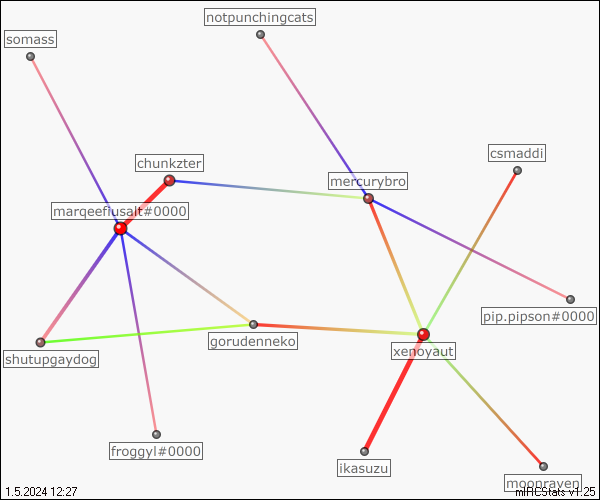 notpunchingcats
somass
csmaddi
chunkzter
mercurybro
marqeeflusalt#0000
pip.pipson#0000
gorudenneko
xenoyaut
shutupgaydog
froggyl#0000
ikasuzu
moonraven
1.5.2024 12:27
mIRCStats v1.25